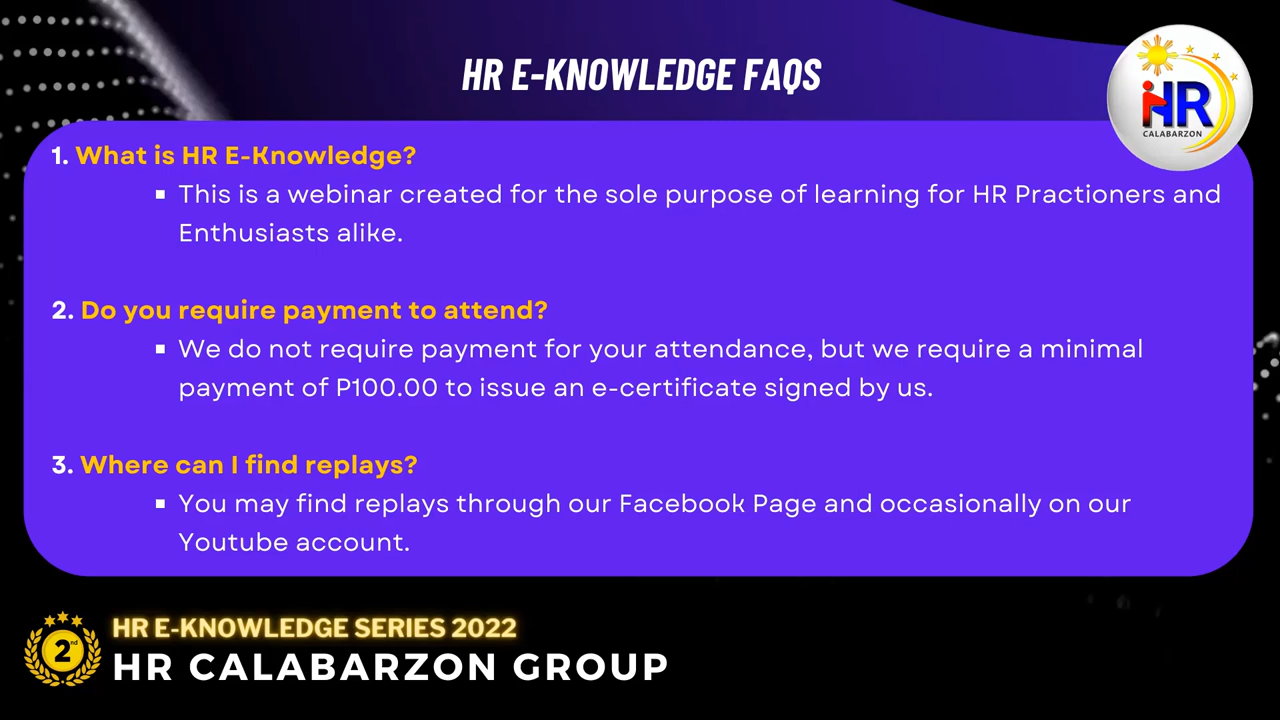 HR E-KNOWLEDGE FAQS
HR
CALABARZON
1. What is HR E-Knowledge?
▪ This is a webinar created for the sole purpose of learning for HR Practioners and
Enthusiasts alike.
2. Do you require payment to attend?
▪ We do not require payment for your attendance, but we require a minimal
payment of P100.00 to issue an e-certificate signed by us.
3. Where can I find replays?
▪ You may find replays through our Facebook Page and occasionally on our
Youtube account.
2nd
HR E-KNOWLEDGE SERIES 2022
HR CALABARZON GROUP